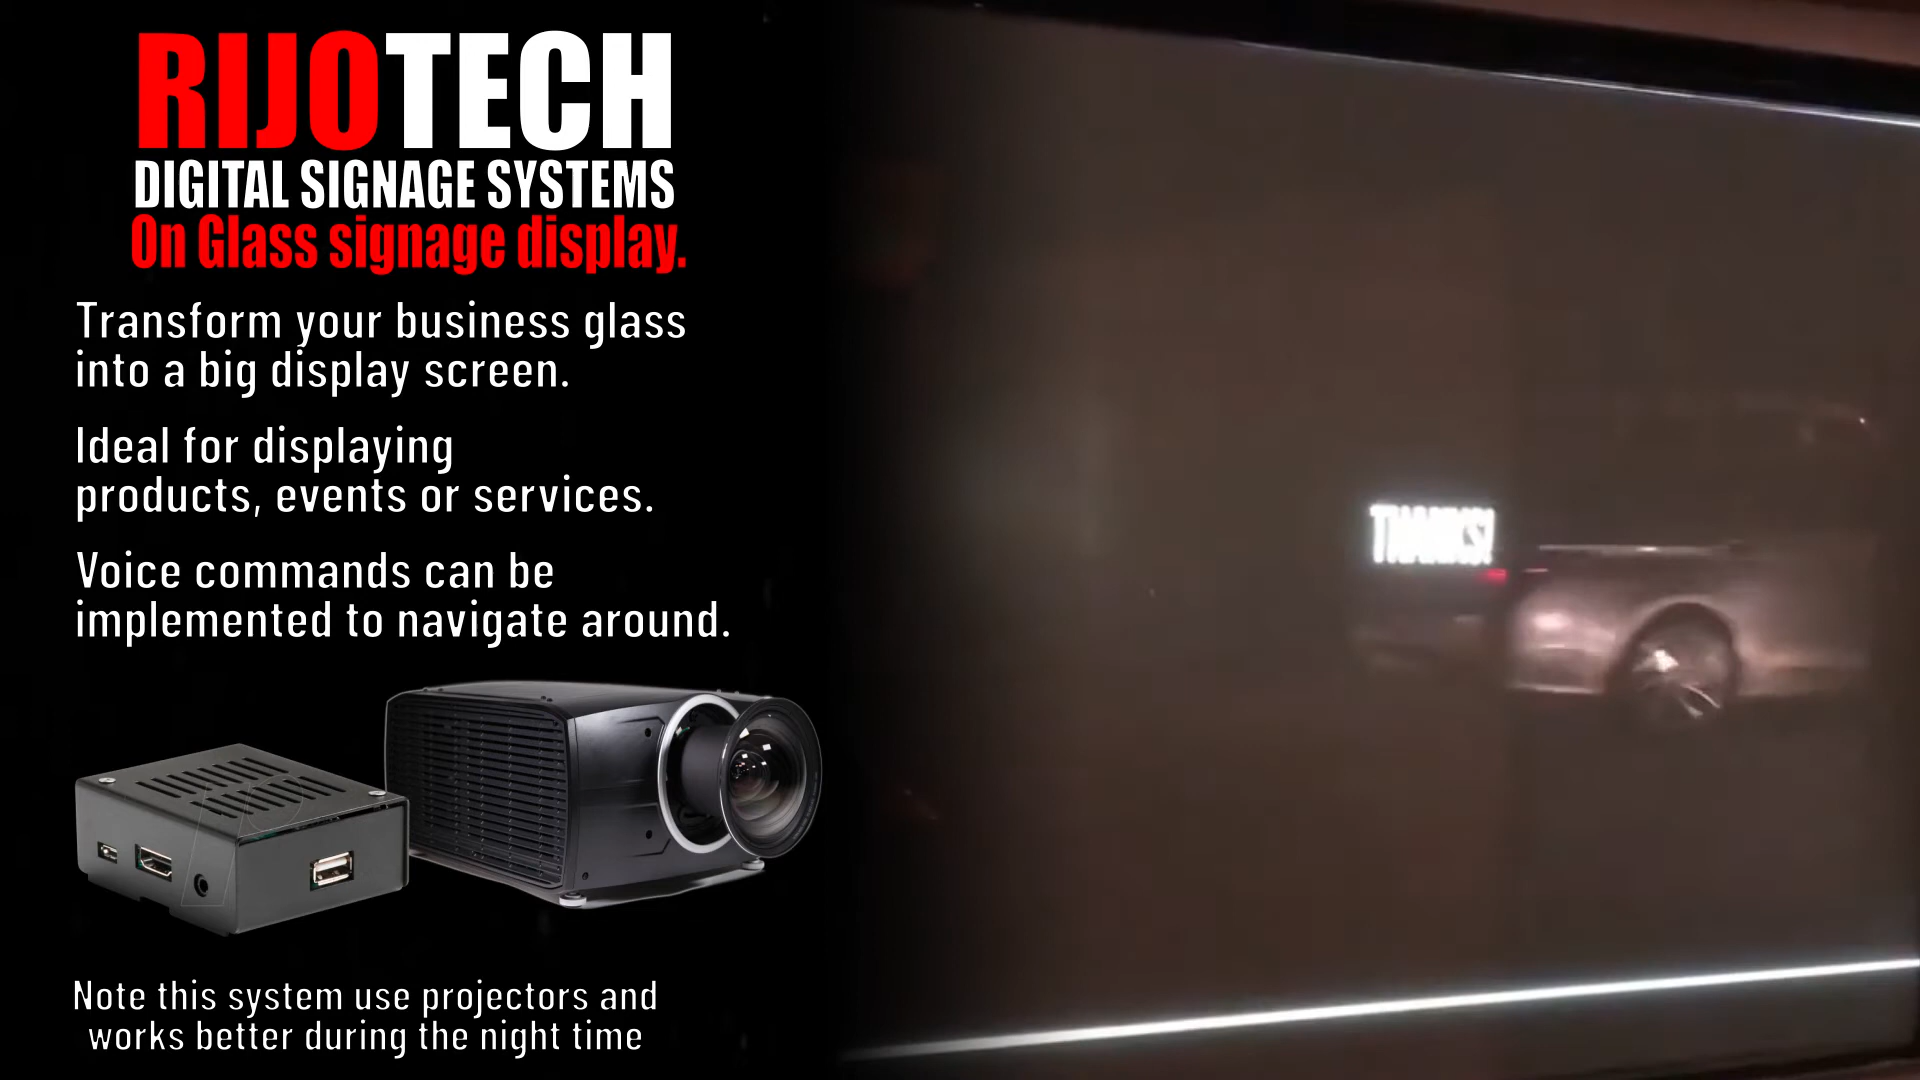 RIJOTECH
DIGITAL SIGNAGE SYSTEMS
On Glass signage display.
Transform your business glass
into a big display screen.
Ideal for displaying
products, events or services.
Voice commands can be
implemented to navigate around.
THANKS!
Note this system use projectors and
works better during the night time